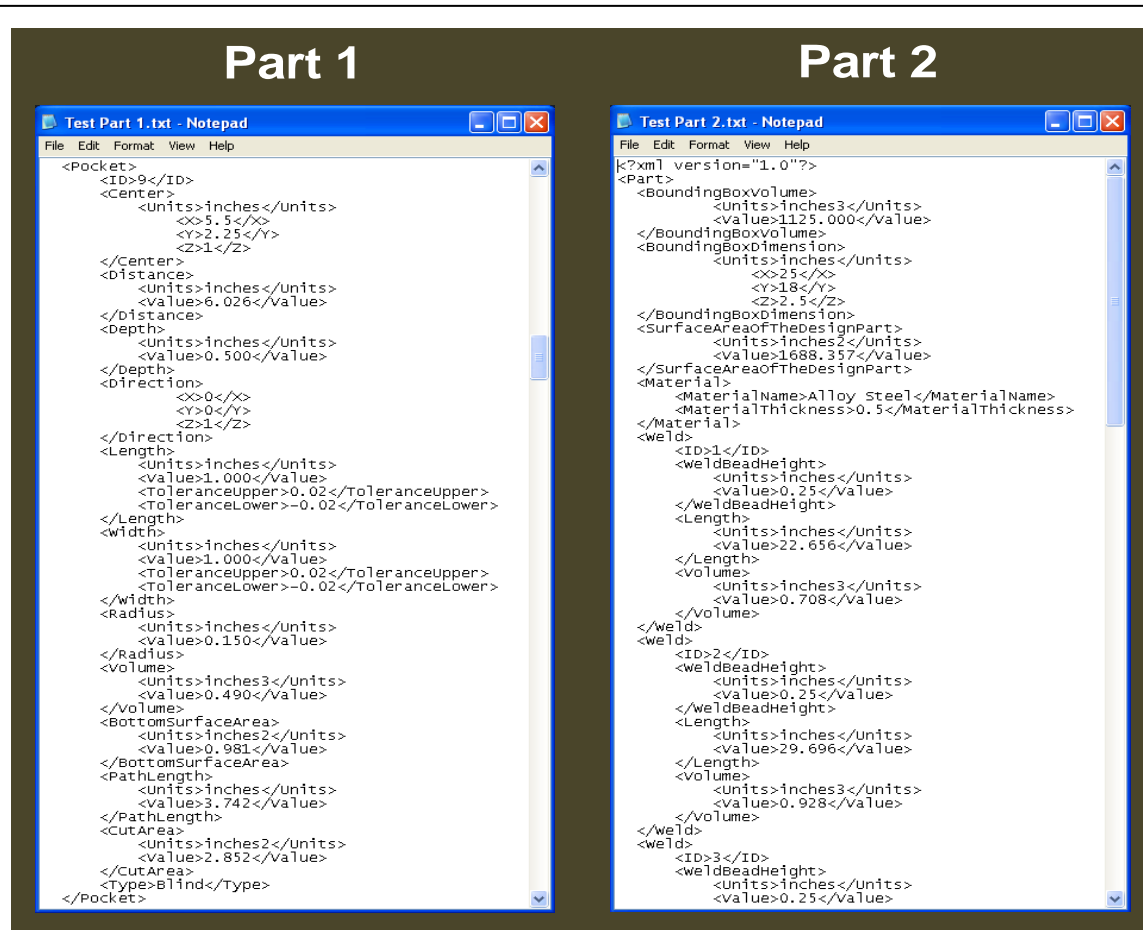 Part 1
Test Part 1.txt - Notepad
File Edit Format View Help
<Pocket>
<ID>9</ID>
<Center>
<Units>inches</Units>
<X>5.5</X>
<Y>2.25</Y>
<Z>1</Z>
</Center>
<Distance>
<Units>inches</Units>
<Value>6.026</Value>
</Distance>
<Depth>
<Units>inches</Units>
<Value>0.500</Value>
</Depth>
<Direction>
<X>0</X>
<Y>0</Y>
<Z>1</Z>
</Direction>
<Length>
<Units>inches</Units>
<Value>1.000</Value>
<ToleranceUpper>0.02</ToleranceUpper>
<ToleranceLower>-0.02</ToleranceLower>
</Length>
<Width>
<Units>inches</Units>
<Value>1.000</Value>
<ToleranceUpper>0.02</ToleranceUpper>
<ToleranceLower>-0.02</ToleranceLower>
</Width>
<Radius>
<Units>inches</Units>
<Value>0.150</Value>
</Radius>
<Volume>
<Units>inches3</Units>
<Value>0.490</Value>
</Volume>
<BottomSurfaceArea>
<Units>inches2</Units>
<Value>0.981</Value>
</BottomSurfaceArea>
<PathLength>
<Units>inches</Units>
<Value>3.742</Value>
</PathLength>
<CutArea>
<Units>inches2</Units>
<Value>2.852</Value>
</CutArea>
<Type>Blind</Type>
</Pocket>
Part 2
Test Part 2.txt - Notepad
File Edit Format View Help
<?xml version="1.0"?>
<Part>
<BoundingBoxVolume>
<Units>inches3</Units>
<Value>1125.000</Value>
</BoundingBoxVolume>
<BoundingBoxDimension>
<Units>inches</Units>
<X>25</X>
<Y>18</Y>
<Z>2.5</Z>
</BoundingBoxDimension>
<SurfaceAreaOfTheDesignPart>
<Units>inches2</Units>
<Value>1688.357</Value>
</SurfaceAreaOfTheDesignPart>
<Material>
<MaterialName>Alloy Steel</MaterialName>
<MaterialThickness>0.5</MaterialThickness>
</Material>
<Weld>
<ID>1</ID>
<WeldBeadHeight>
<Units>inches</Units>
<Value>0.25</Value>
</WeldBeadHeight>
<Length>
<Units>inches</Units>
<Value>22.656</Value>
</Length>
<Volume>
<Units>inches3</Units>
<Value>0.708</Value>
</Volume>
</Weld>
<Weld>
<ID>2</ID>
<WeldBeadHeight>
<Units>inches</Units>
<Value>0.25</Value>
</WeldBeadHeight>
<Length>
<Units>inches</Units>
<Value>29.696</Value>
</Length>
<Volume>
<Units>inches3</Units>
<Value>0.928</Value>
</Volume>
</Weld>
<Weld>
<ID>3</ID>
<WeldBeadHeight>
<Units>inches</Units>
<Value>0.25</Value>